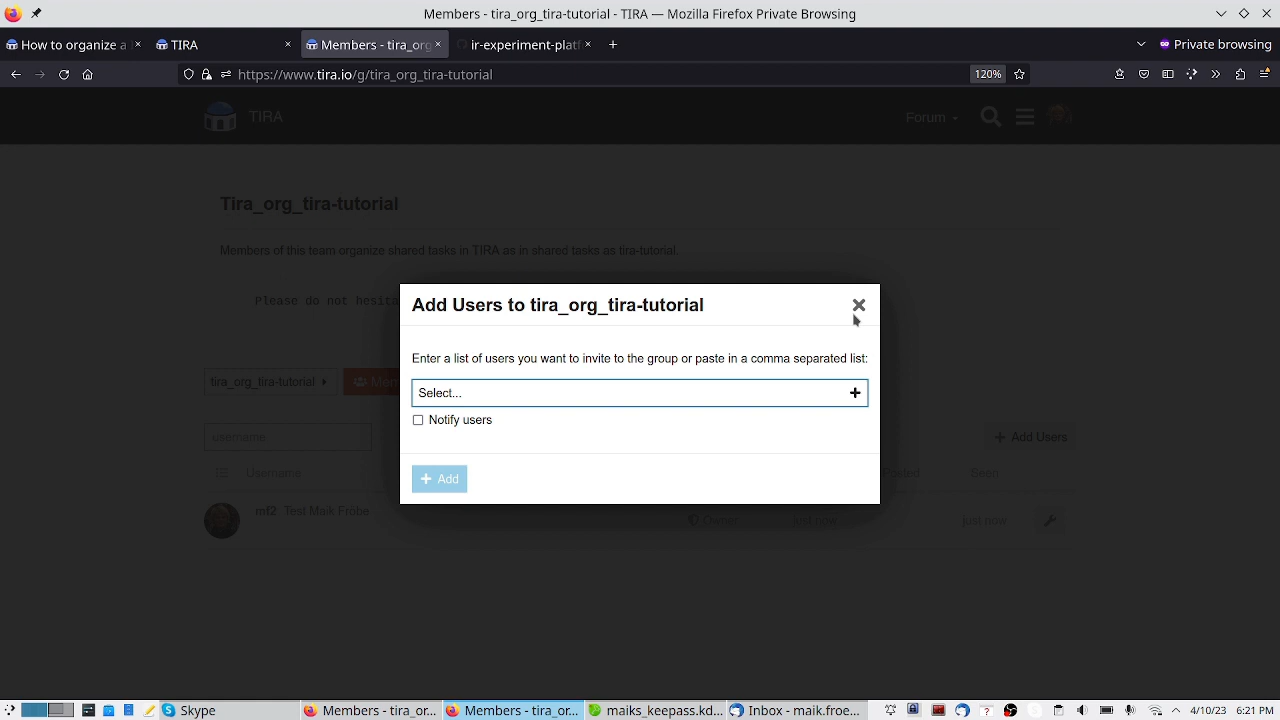 Members - tira_org_tira-tutorial - TIRA — Mozilla Firefox Private Browsing
How to organize a
TIRA
Members - tira_org
ir-experiment-platf
Private browsing
https://www.tira.io/g/tira_org_tira-tutorial
120%
TIRA
Forum
Tira_org_tira-tutorial
Members of this team organize shared tasks in TIRA as in shared tasks as tira-tutorial.
Please do not hesita
Add Users to tira_org_tira-tutorial
Enter a list of users you want to invite to the group or paste in a comma separated list:
Select...
Notify users
Add
tira_org_tira-tutorial
Mem
username
Add Users
Username
Posted
Seen
mf2 Test Maik Fröbe
Owner
just now
just now
Skype
Members - tira_or...
Members - tira_or...
maiks_keepass.kd...
Inbox - maik.froe...
4/10/23
6:21 PM